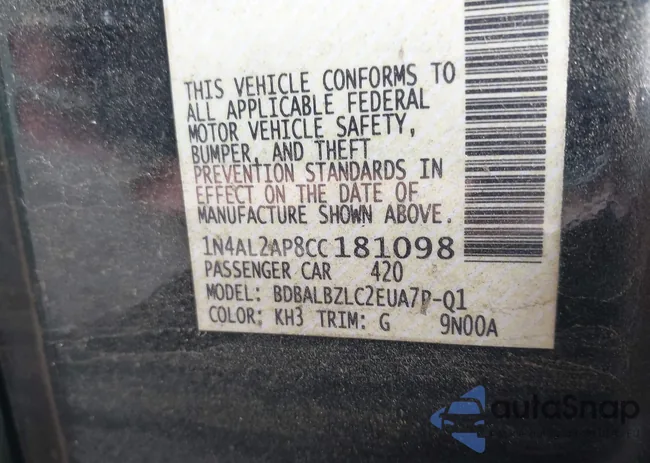 THIS VEHICLE CONFORMS TO
ALL APPLICABLE FEDERAL
MOTOR VEHICLE SAFETY,
BUMPER, AND THEFT
PREVENTION STANDARDS IN
EFFECT ON THE DATE OF
MANUFACTURE SHOWN ABOVE.
1N4AL2AP8CC181098
PASSENGER CAR 420
MODEL: BDBALBZLC2EUA7P-Q1
COLOR: KH3 TRIM: G 9N00A
autoSnap